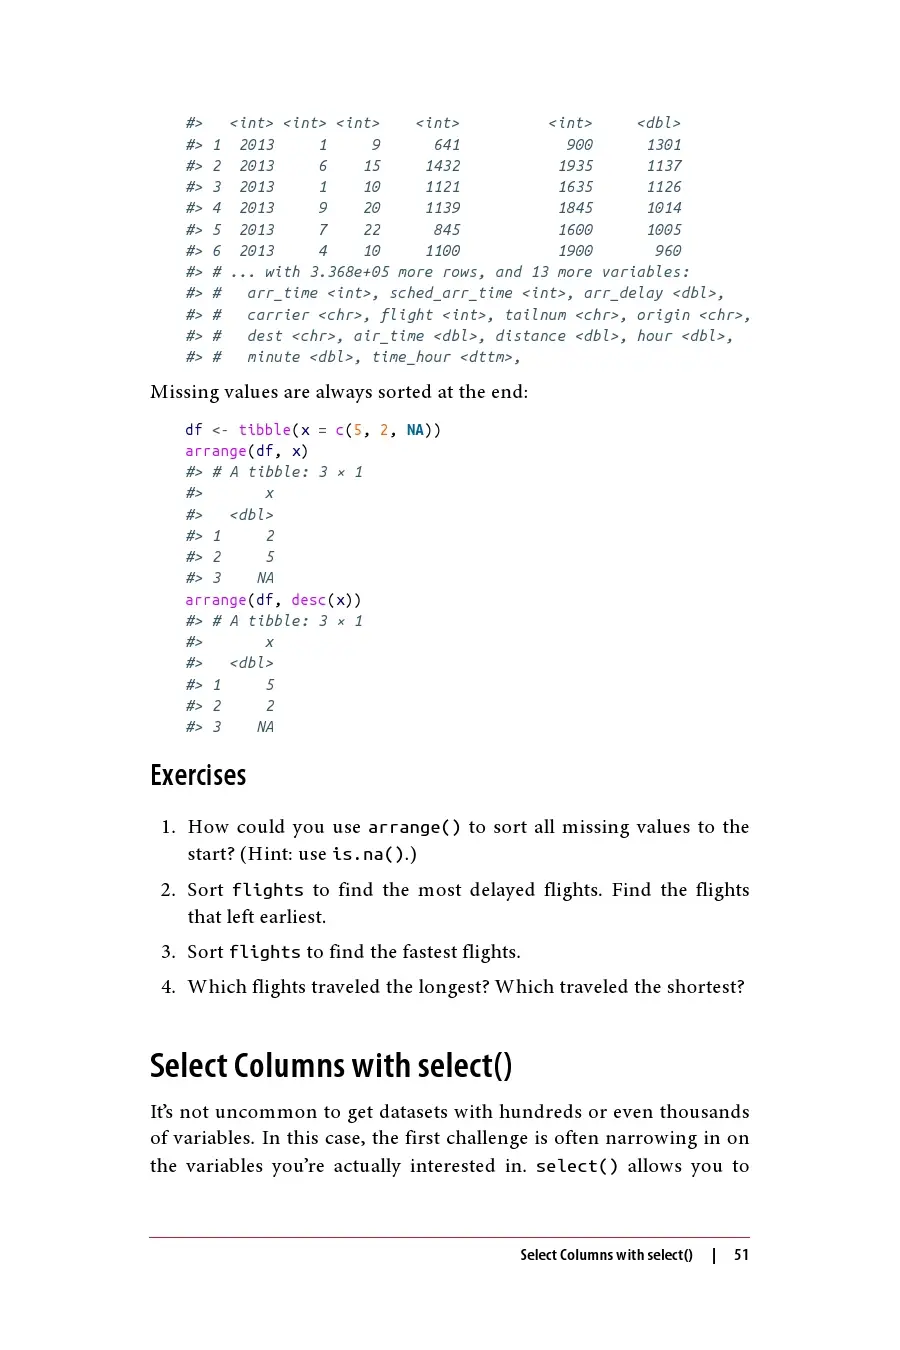 #>   <int> <int> <int>    <int>          <int>     <dbl>
#> 1  2013     1     9      641            900      1301
#> 2  2013     6    15     1432           1935      1137
#> 3  2013     1    10     1121           1635      1126
#> 4  2013     9    20     1139           1845      1014
#> 5  2013     7    22      845           1600      1005
#> 6  2013     4    10     1100           1900       960
#> # ... with 3.368e+05 more rows, and 13 more variables:
#> #   arr_time <int>, sched_arr_time <int>, arr_delay <dbl>,
#> #   carrier <chr>, flight <int>, tailnum <chr>, origin <chr>,
#> #   dest <chr>, air_time <dbl>, distance <dbl>, hour <dbl>,
#> #   minute <dbl>, time_hour <dttm>,
Missing values are always sorted at the end:
df <- tibble(x = c(5, 2, NA))
arrange(df, x)
#> # A tibble: 3 × 1
#>       x
#>   <dbl>
#> 1     2
#> 2     5
#> 3    NA
arrange(df, desc(x))
#> # A tibble: 3 × 1
#>       x
#>   <dbl>
#> 1     5
#> 2     2
#> 3    NA
Exercises
1. How could you use arrange() to sort all missing values to the
start? (Hint: use is.na().)
2. Sort flights to find the most delayed flights. Find the flights
that left earliest.
3. Sort flights to find the fastest flights.
4. Which flights traveled the longest? Which traveled the shortest?
Select Columns with select()
It’s not uncommon to get datasets with hundreds or even thousands
of variables. In this case, the first challenge is often narrowing in on
the variables you’re actually interested in. select() allows you to
Select Columns with select() | 51